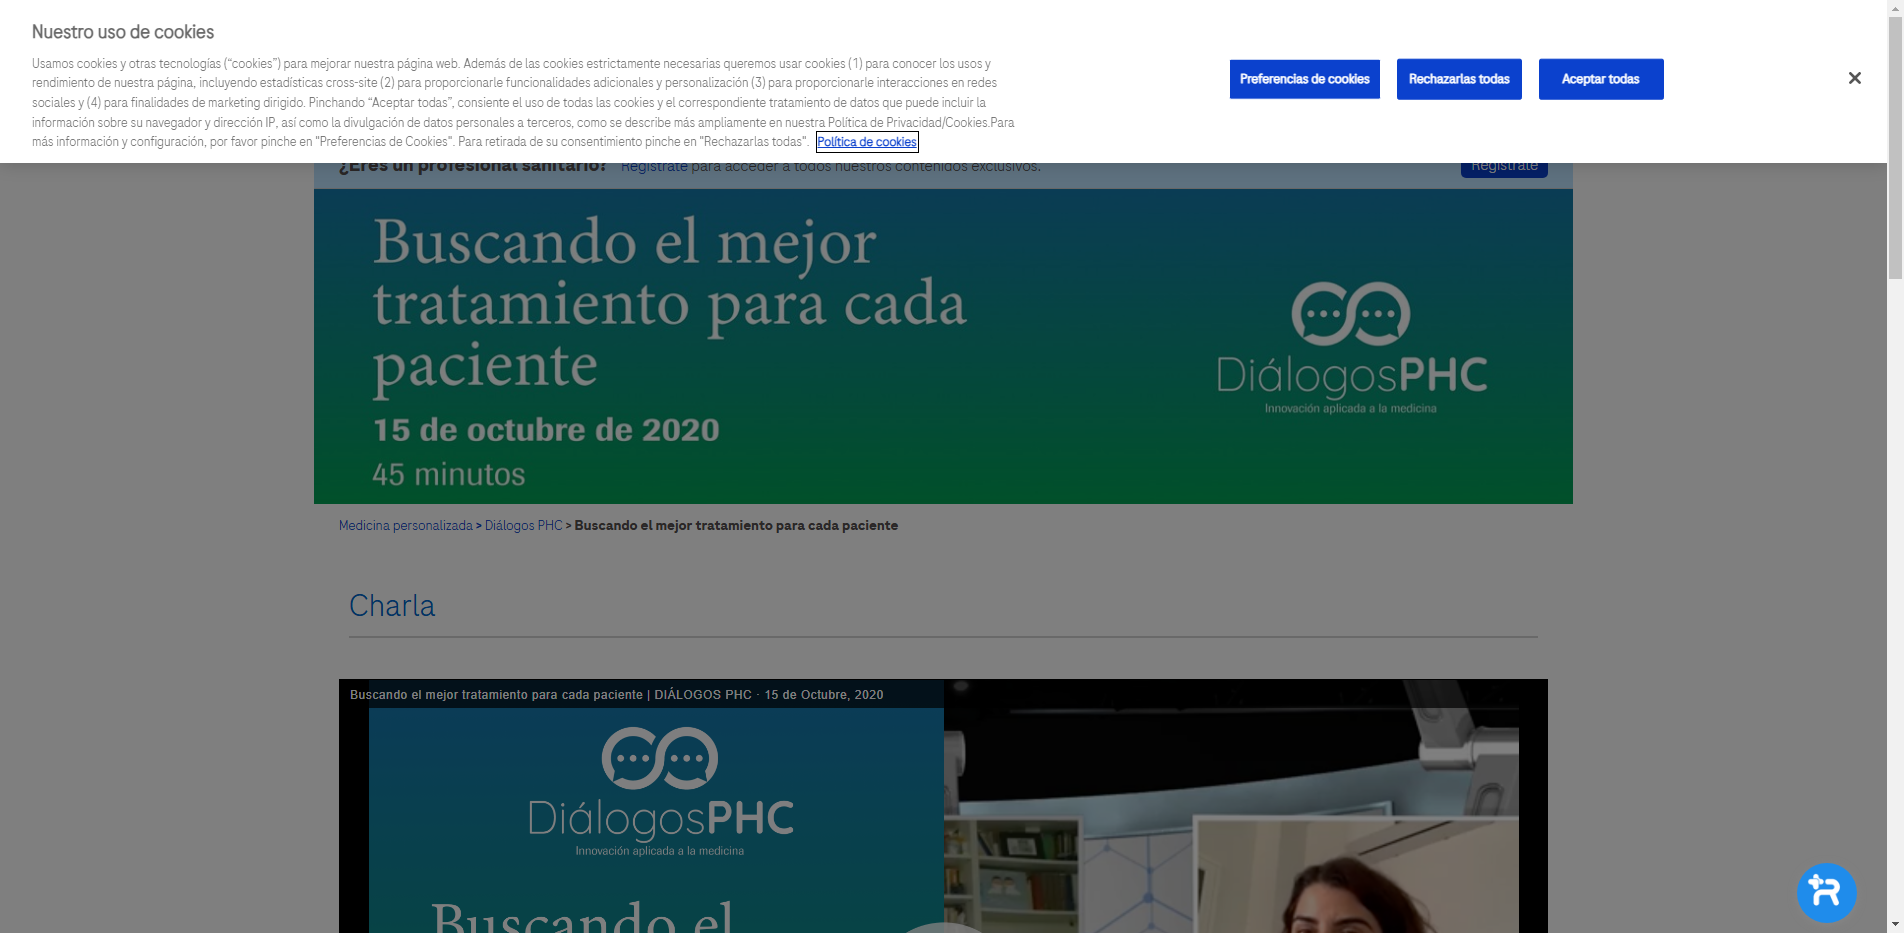 Nuestro uso de cookies
Usamos cookies y otras tecnologías (“cookies”) para mejorar nuestra página web. Además de las cookies estrictamente necesarias queremos usar cookies (1) para conocer los usos y
rendimiento de nuestra página, incluyendo estadísticas cross-site (2) para proporcionarle funcionalidades adicionales y personalización (3) para proporcionarle interacciones en redes
sociales y (4) para finalidades de marketing dirigido. Pinchando “Aceptar todas”, consiente el uso de todas las cookies y el correspondiente tratamiento de datos que puede incluir la
información sobre su navegador y dirección IP, así como la divulgación de datos personales a terceros, como se describe más ampliamente en nuestra Política de Privacidad/Cookies.Para
más información y configuración, por favor pinche en "Preferencias de Cookies". Para retirada de su consentimiento pinche en "Rechazarlas todas". Política de cookies
Preferencias de cookies
Rechazarlas todas
Aceptar todas
¿Eres un profesional sanitario? Regístrate para acceder a todos nuestros contenidos exclusivos.
Regístrate
Buscando el mejor
tratamiento para cada
paciente
15 de octubre de 2020
45 minutos
DiálogosPHC
Innovación aplicada a la medicina
Medicina personalizada > Diálogos PHC > Buscando el mejor tratamiento para cada paciente
Charla
Buscando el mejor tratamiento para cada paciente | DIÁLOGOS PHC · 15 de Octubre, 2020
DiálogosPHC
Innovación aplicada a la medicina
Buscando el